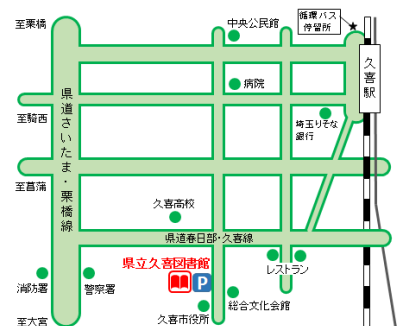 至栗橋
中央公民館
循環バス
停留所
久喜駅
病院
県道さいたま・栗橋線
至騎西
埼玉りそな
銀行
至菖蒲
久喜高校
県道春日部・久喜線
県立久喜図書館
レストラン
消防署
警察署
P
総合文化会館
久喜市役所
至大宮